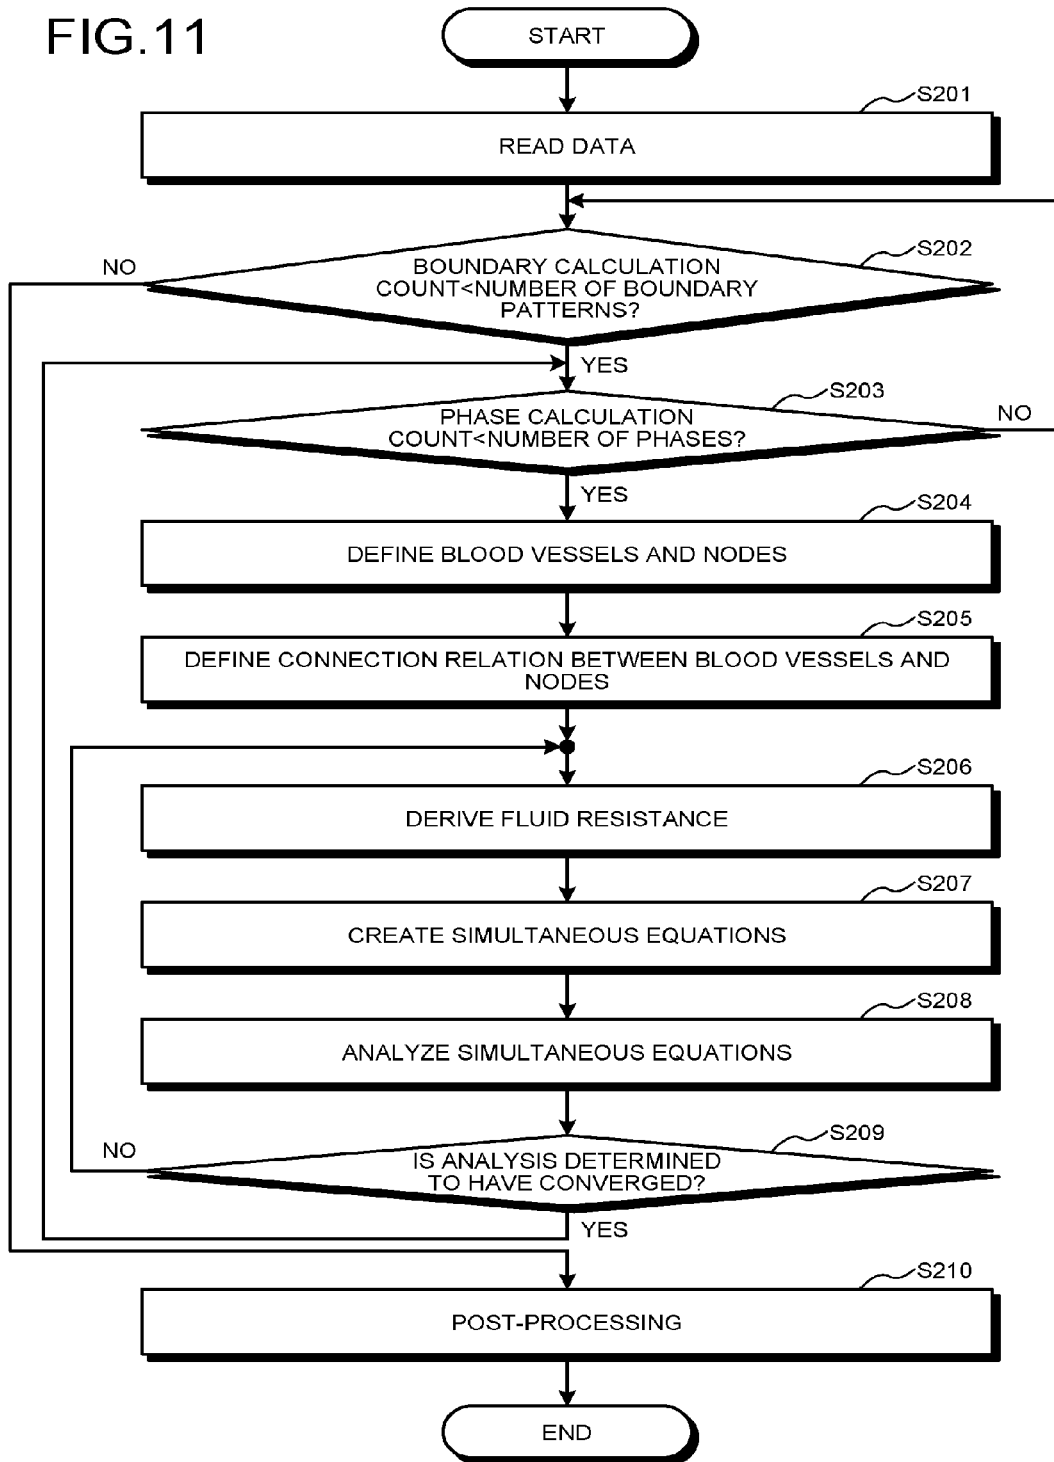 FIG.11
START
S201
READ DATA
S202
NO
BOUNDARY CALCULATION
COUNT<NUMBER OF BOUNDARY
PATTERNS?
YES
S203
PHASE CALCULATION
COUNT<NUMBER OF PHASES?
NO
YES
S204
DEFINE BLOOD VESSELS AND NODES
S205
DEFINE CONNECTION RELATION BETWEEN BLOOD VESSELS AND
NODES
S206
DERIVE FLUID RESISTANCE
S207
CREATE SIMULTANEOUS EQUATIONS
S208
ANALYZE SIMULTANEOUS EQUATIONS
S209
NO
IS ANALYSIS DETERMINED
TO HAVE CONVERGED?
YES
S210
POST-PROCESSING
END